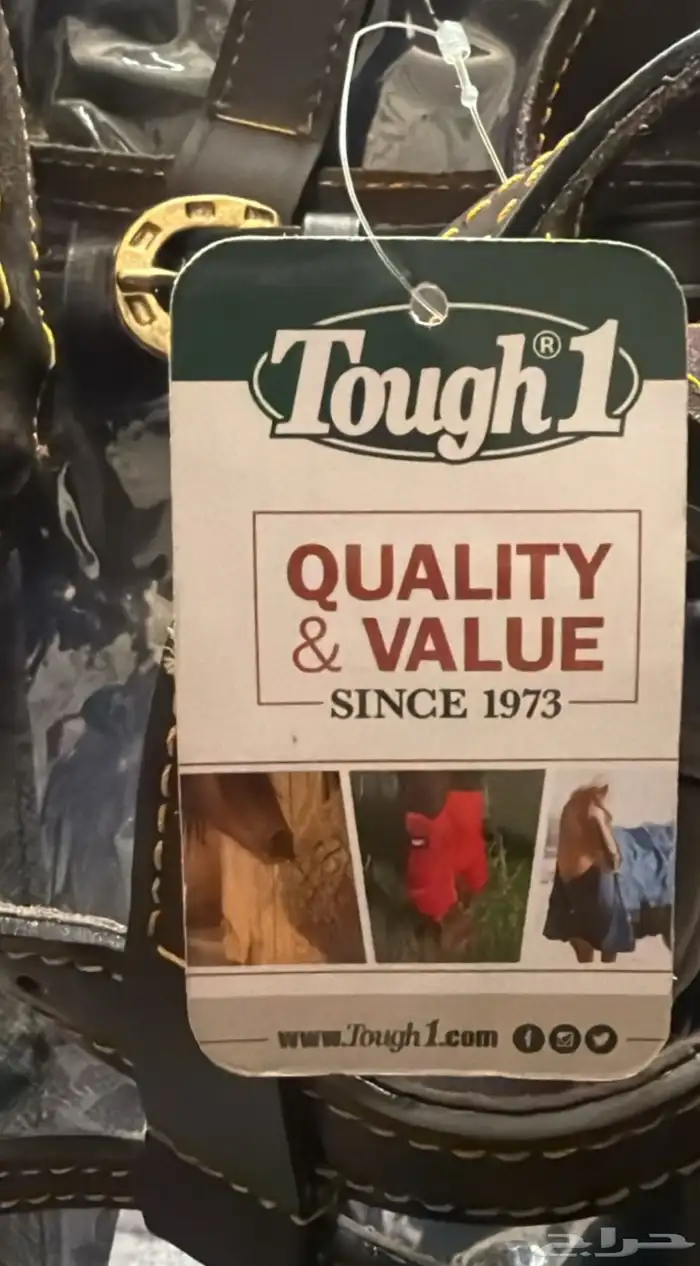 Tough 1®
QUALITY
& VALUE
SINCE 1973
www.Tough1.com
حراج